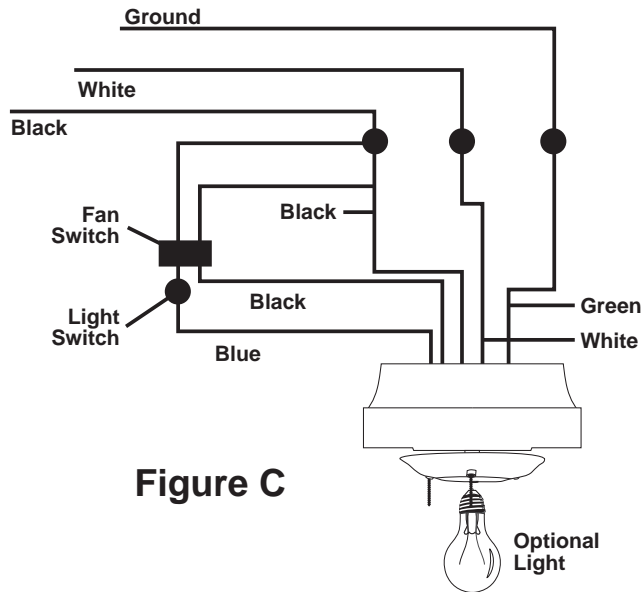 Ground
White
Black
Black
Fan
Switch
Light
Switch
Black
Green
White
Blue
Figure C
Optional
Light